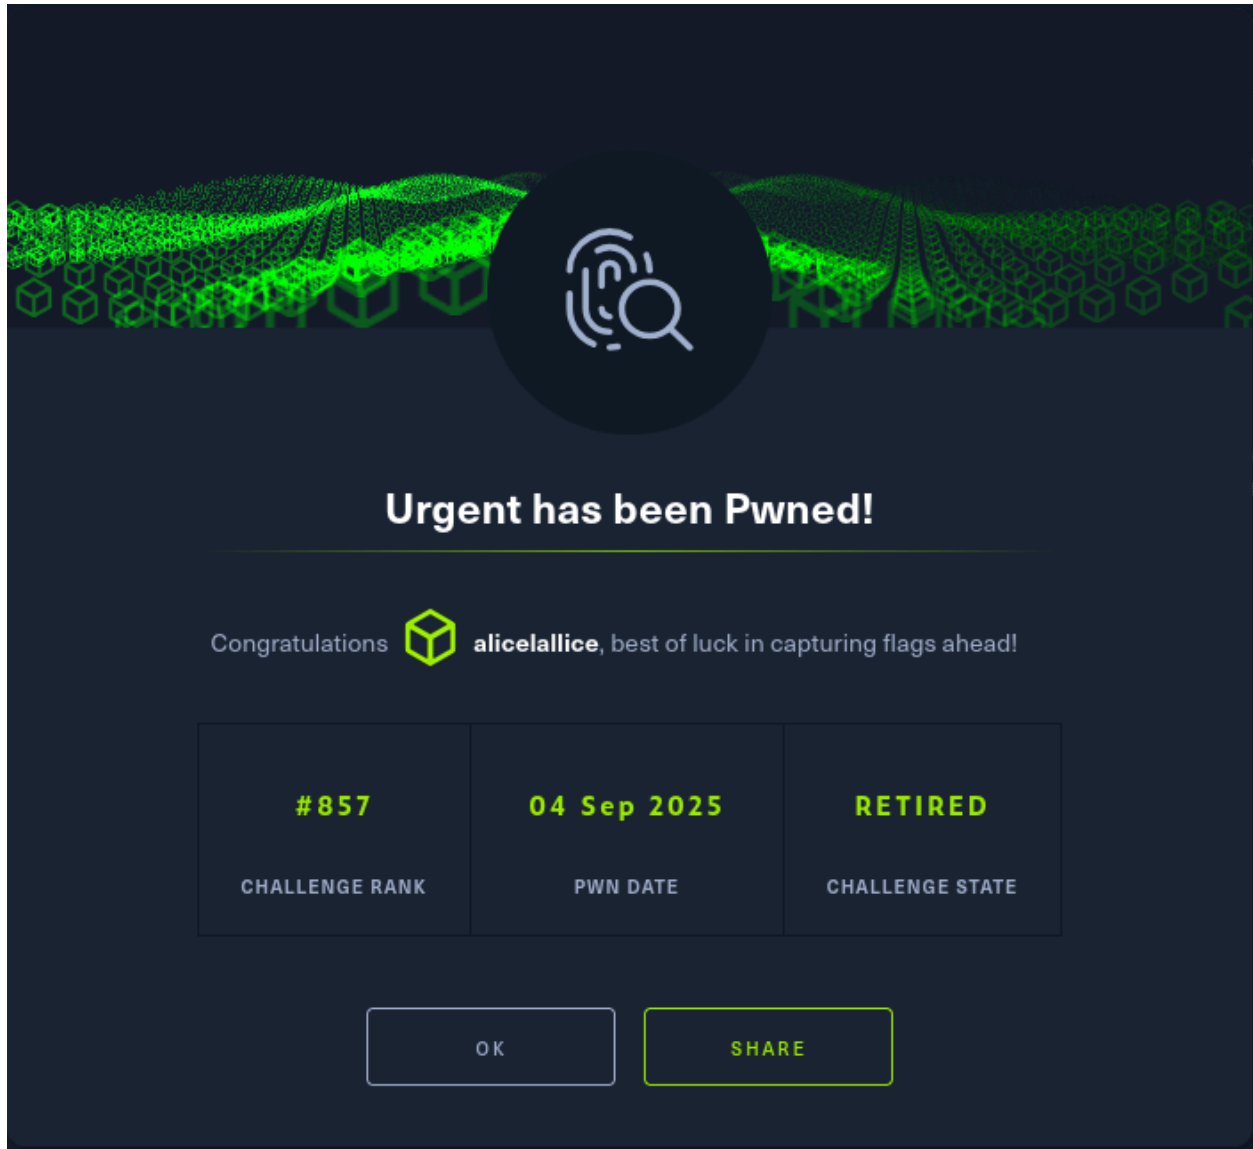 Urgent has been Pwned!
Congratulations alicelallice, best of luck in capturing flags ahead!
#857 04 Sep 2025 RETIRED
CHALLENGE RANK PWN DATE CHALLENGE STATE
OK SHARE